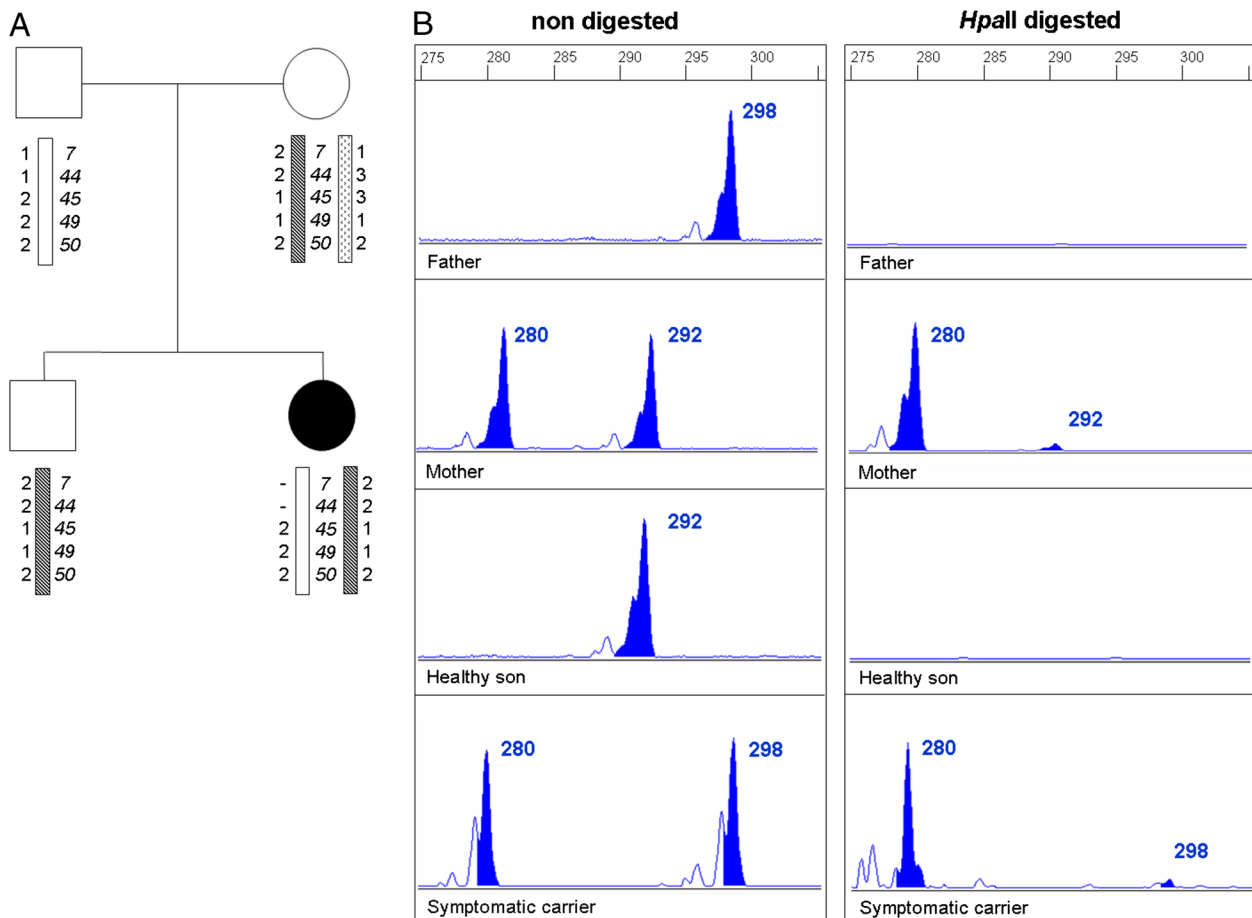 A
1 7
1 44
2 45
2 49
2 50
2 7 1
2 44 3
1 45 3
1 49 1
2 50 2
2 7
2 44
1 45
1 49
2 50
- 7 2
- 44 2
2 45 1
2 49 1
2 50 2
B
non digested
HpaII digested
275 280 285 290 295 300
275 280 285 290 295 300
298
Father
Father
280 292
280 292
Mother
Mother
292
Healthy son
Healthy son
280 298
280 298
Symptomatic carrier
Symptomatic carrier